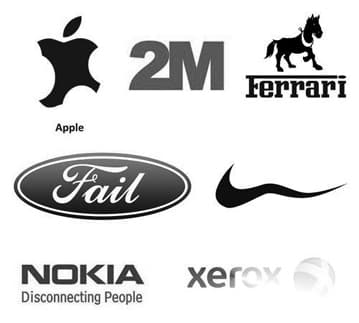 2M
Ferrari
Apple
Fail
NOKIA
Disconnecting People
xerox